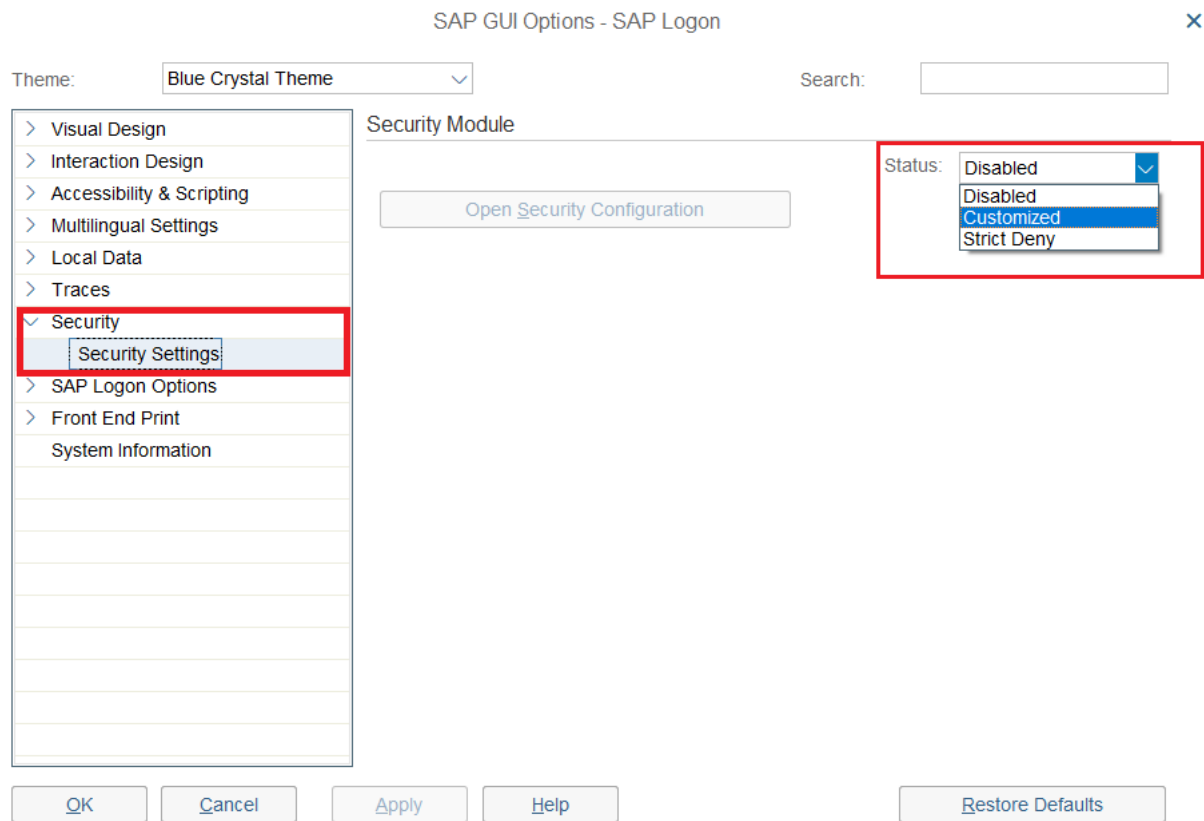 SAP GUI Options - SAP Logon
Theme: Blue Crystal Theme Search:
Visual Design
Interaction Design
Accessibility & Scripting
Multilingual Settings
Local Data
Traces
Security
Security Settings
SAP Logon Options
Front End Print
System Information
Security Module
Status: Disabled
Open Security Configuration
Disabled
Customized
Strict Deny
OK Cancel Apply Help Restore Defaults